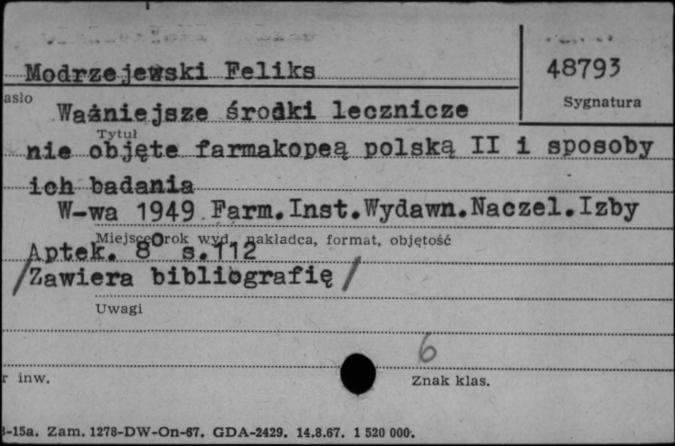 Modrzejewski Feliks
48793
asło
Sygnatura
Ważniejsze środki lecznicze
Tytuł
nie objęte farmakopeą polską II i sposoby
ich badania
W-wa 1949 Farm.Inst.Wydawn.Naczel.Izby
Miejsce, rok wyd., nakładca, format, objętość
Aptek. 8° s.112
/Zawiera bibliografię/
Uwagi
6
r inw.
Znak klas.
-15a. Zam. 1278-DW-On-67. GDA-2429. 14.8.67. 1 520 000.